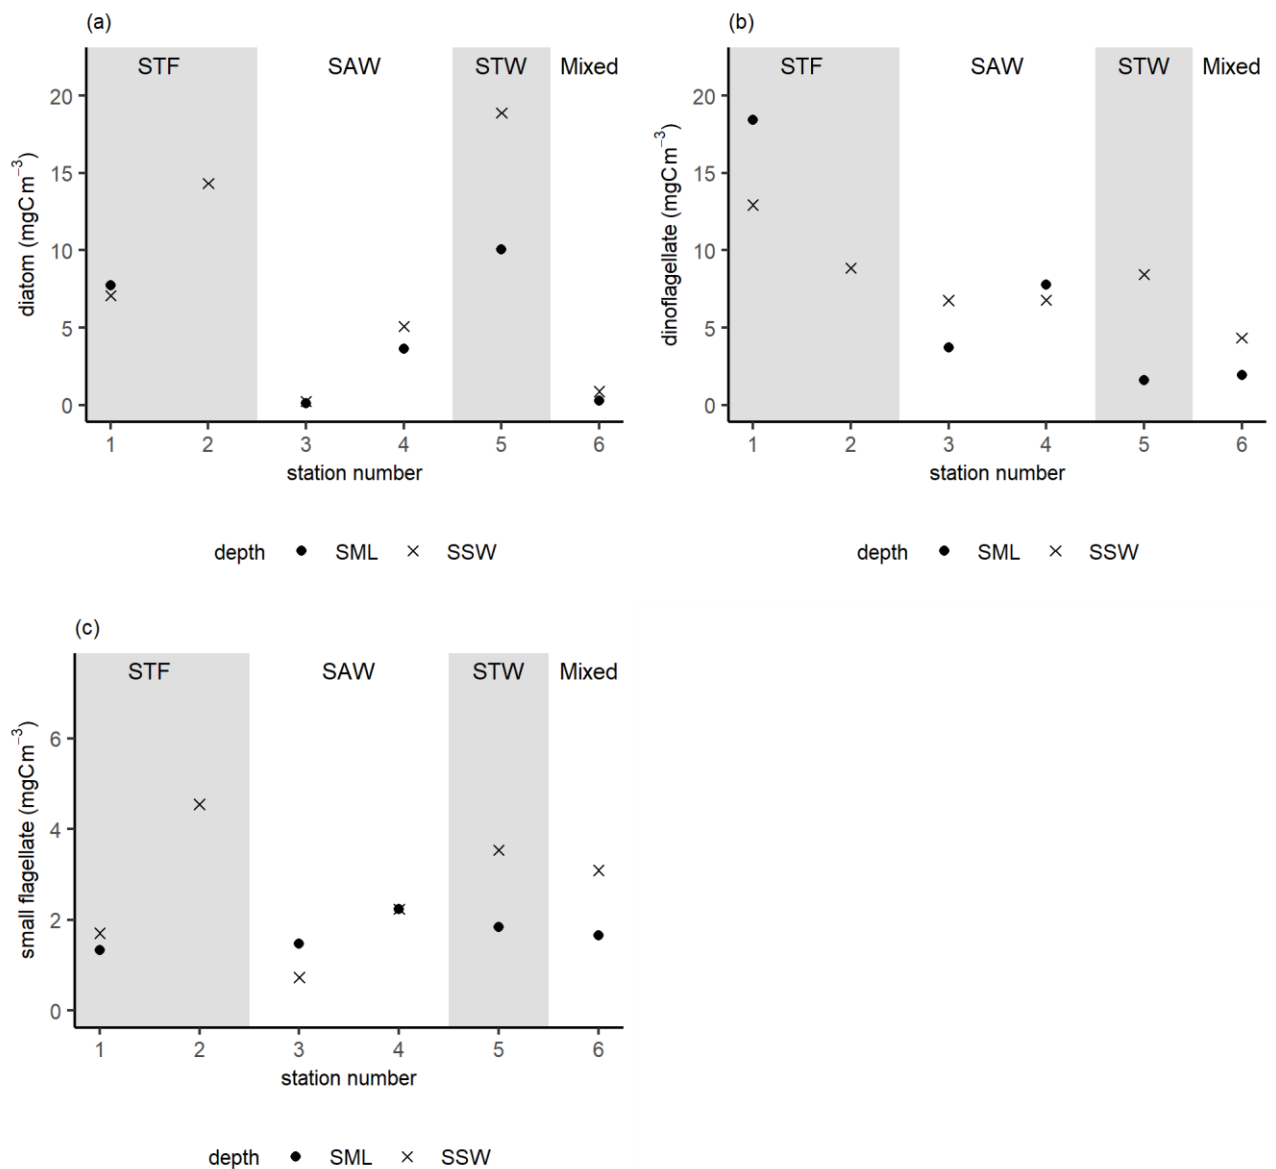 (a)
STF SAW STW Mixed
20
15
10
5
0
diatom (mgCm⁻³)
1 2 3 4 5 6
station number
depth ● SML × SSW
(b)
STF SAW STW Mixed
20
15
10
5
0
dinoflagellate (mgCm⁻³)
1 2 3 4 5 6
station number
depth ● SML × SSW
(c)
STF SAW STW Mixed
6
4
2
0
small flagellate (mgCm⁻³)
1 2 3 4 5 6
station number
depth ● SML × SSW